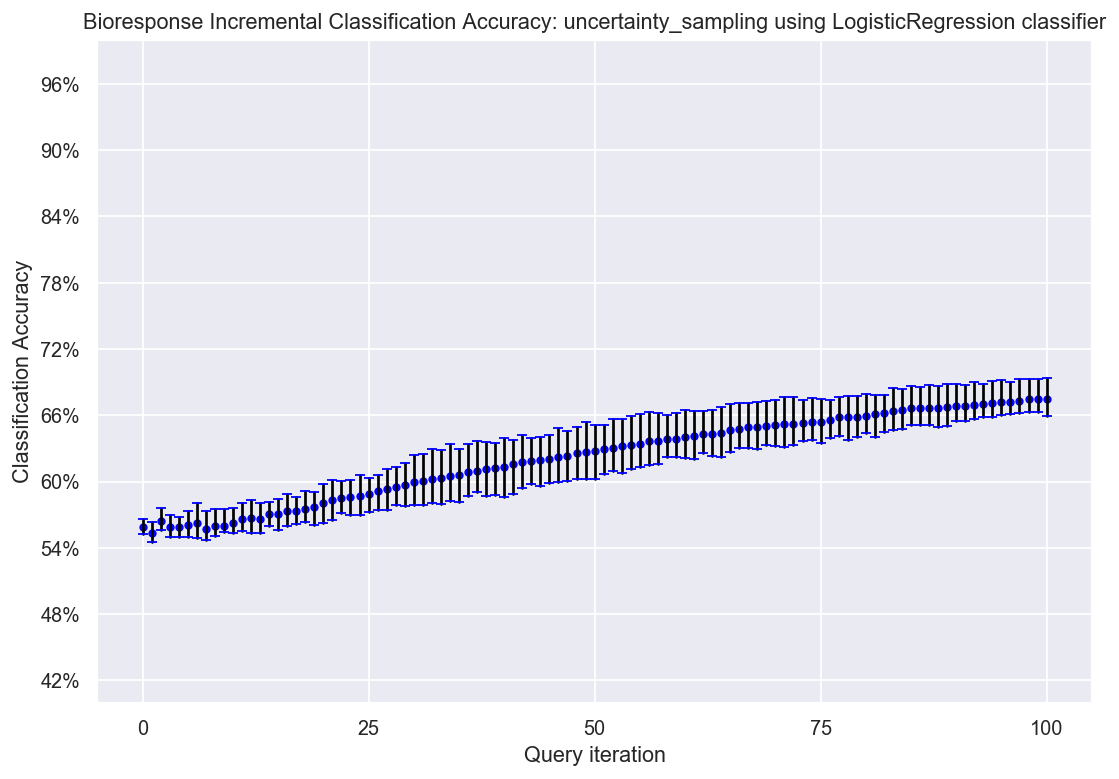 Bioresponse Incremental Classification Accuracy: uncertainty_sampling using LogisticRegression classifier
96%
90%
84%
78%
72%
66%
60%
54%
48%
42%
Classification Accuracy
0 25 50 75 100
Query iteration